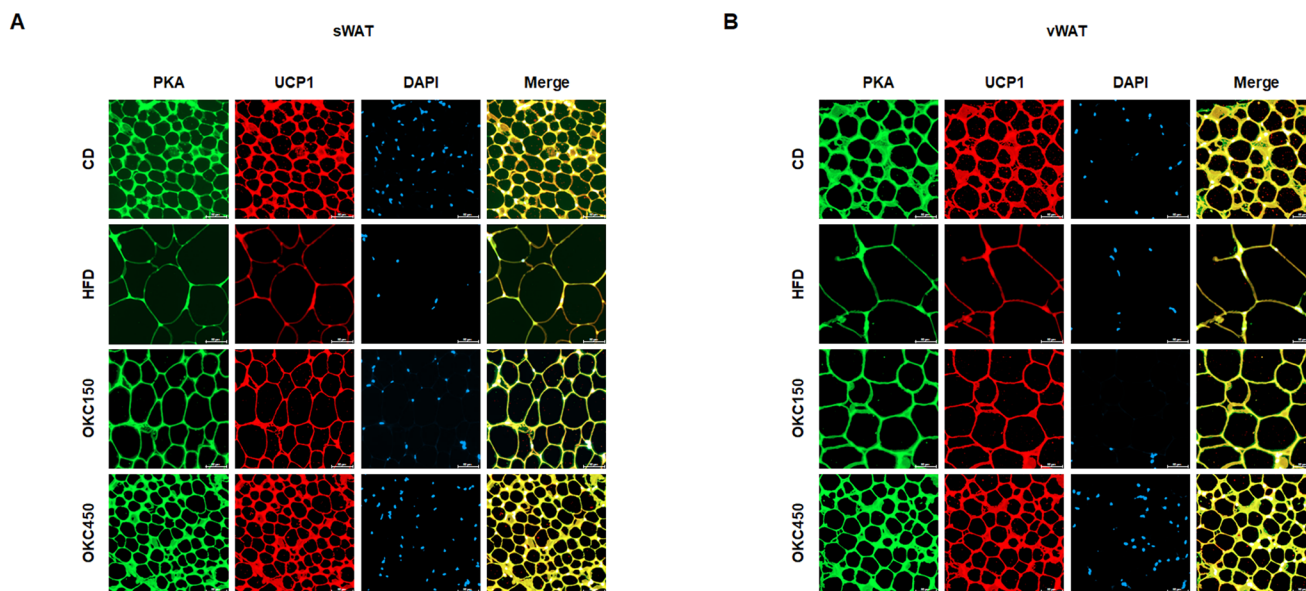 A
sWAT
PKA UCP1 DAPI Merge
CD
HFD
OKC150
OKC450
B
vWAT
PKA UCP1 DAPI Merge
CD
HFD
OKC150
OKC450